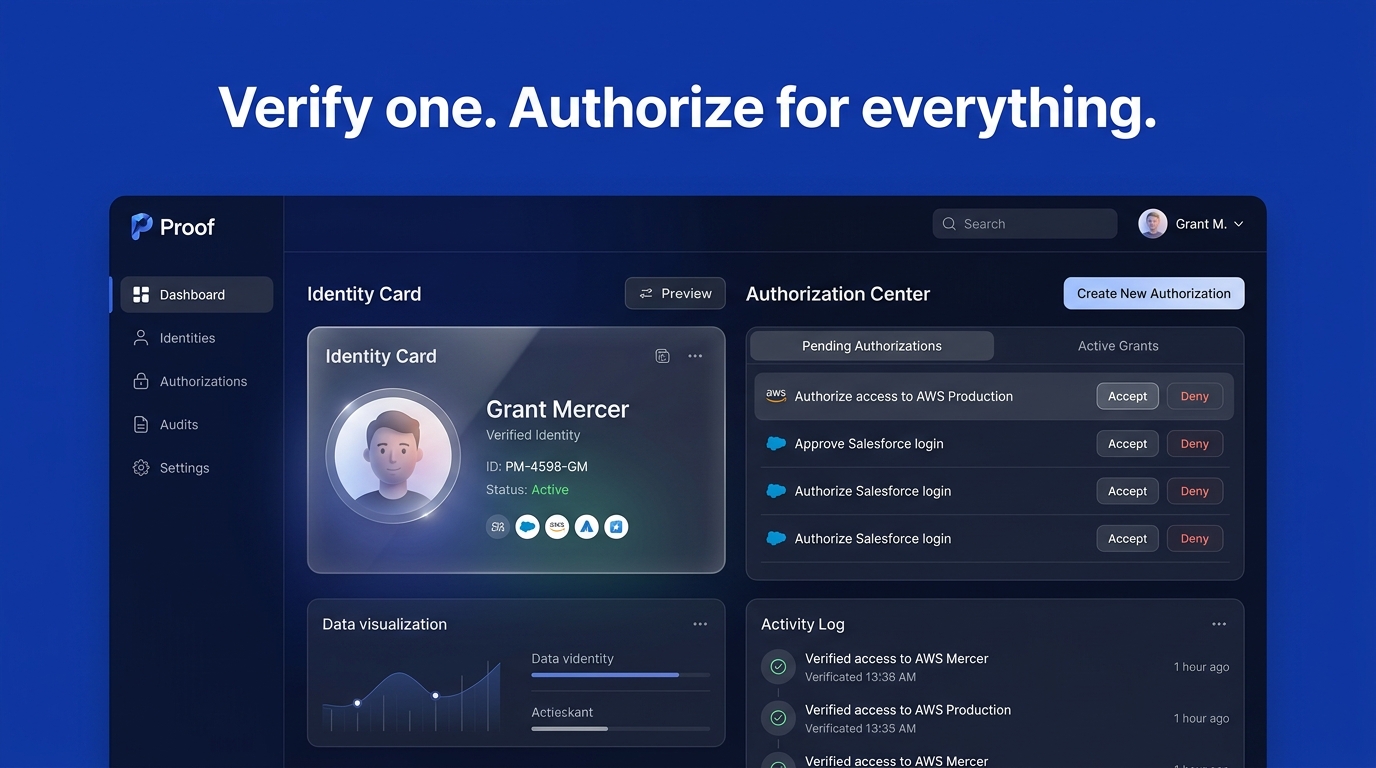 Verify one. Authorize for everything.
Proof
Search
Grant M.
Dashboard
Identities
Authorizations
Audits
Settings
Identity Card
Preview
Identity Card
Grant Mercer
Verified Identity
ID: PM-4598-GM
Status: Active
Authorization Center
Create New Authorization
Pending Authorizations
Active Grants
aws
Authorize access to AWS Production
Accept
Deny
Approve Salesforce login
Accept
Deny
Authorize Salesforce login
Accept
Deny
Authorize Salesforce login
Accept
Deny
Data visualization
Data videntity
Actieskant
Activity Log
Verified access to AWS Mercer
Verificated 13:38 AM
1 hour ago
Verified access to AWS Production
Verificated 13:35 AM
1 hour ago
Verified access to AWS Mercer